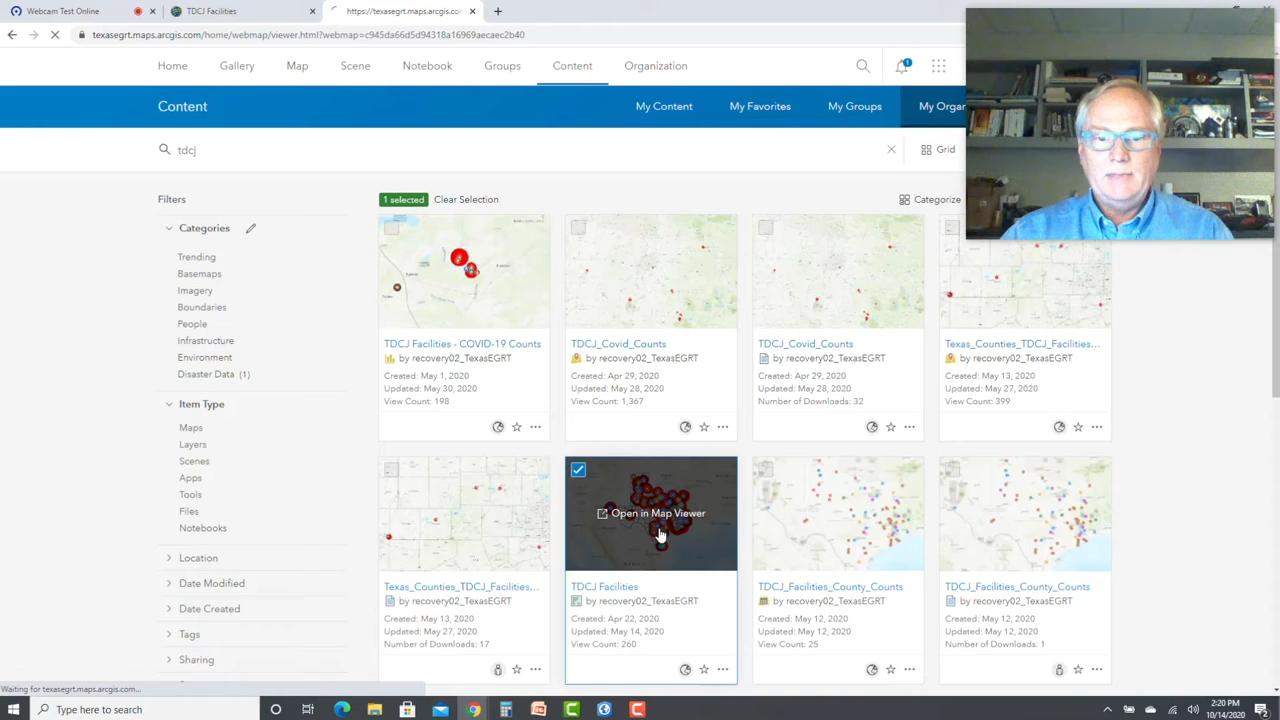 Webcam Test Online
TDCJ Facilities
https://texasegrt.maps.arcgis.co
texasegrt.maps.arcgis.com/home/webmap/viewer.html?webmap=c945da66d5d94318a16969aecaec2b40
Home Gallery Map Scene Notebook Groups Content Organization
1
Content My Content My Favorites My Groups My Orga
tdcj
Grid
Filters
1 selected Clear Selection
Categorize
Categories
Trending
Basemaps
Imagery
Boundaries
People
Infrastructure
Environment
Disaster Data (1)
Item Type
Maps
Layers
Scenes
Apps
Tools
Files
Notebooks
Location
Date Modified
Date Created
Tags
Sharing
TDCJ Facilities - COVID-19 Counts
by recovery02_TexasEGRT
Created: May 1, 2020
Updated: May 30, 2020
View Count: 198
TDCJ_Covid_Counts
by recovery02_TexasEGRT
Created: Apr 29, 2020
Updated: May 28, 2020
View Count: 1,367
TDCJ_Covid_Counts
by recovery02_TexasEGRT
Created: Apr 29, 2020
Updated: May 28, 2020
Number of Downloads: 32
Texas_Counties_TDCJ_Facilities...
by recovery02_TexasEGRT
Created: May 13, 2020
Updated: May 27, 2020
View Count: 399
Texas_Counties_TDCJ_Facilities...
by recovery02_TexasEGRT
Created: May 13, 2020
Updated: May 27, 2020
Number of Downloads: 17
Open in Map Viewer
TDCJ Facilities
by recovery02_TexasEGRT
Created: Apr 22, 2020
Updated: May 14, 2020
View Count: 260
TDCJ_Facilities_County_Counts
by recovery02_TexasEGRT
Created: May 12, 2020
Updated: May 12, 2020
View Count: 25
TDCJ_Facilities_County_Counts
by recovery02_TexasEGRT
Created: May 12, 2020
Updated: May 12, 2020
Number of Downloads: 1
Waiting for texasegrt.maps.arcgis.com...
Type here to search
2:20 PM
10/14/2020
2